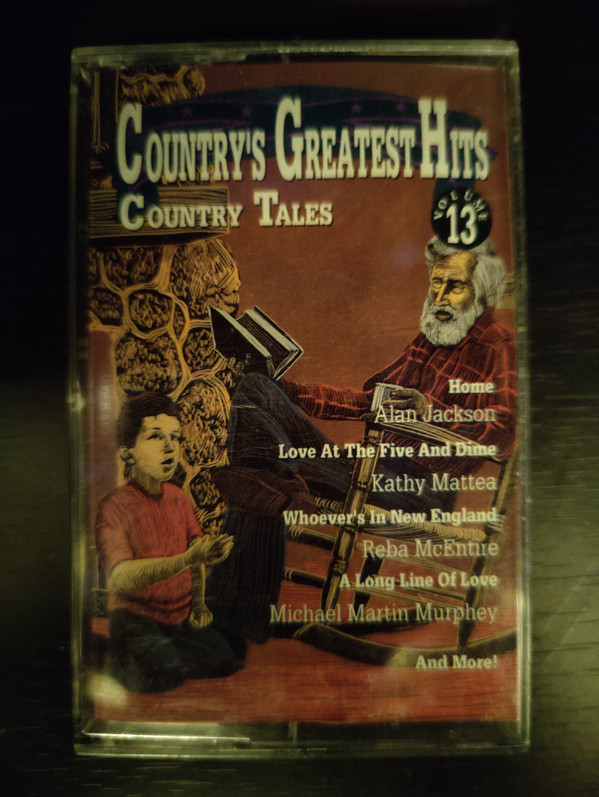 COUNTRY'S GREATEST HITS
COUNTRY TALES
VOLUME
13
Home
Alan Jackson
Love At The Five And Dime
Kathy Mattea
Whoever's In New England
Reba McEntire
A Long Line Of Love
Michael Martin Murphey
And More!